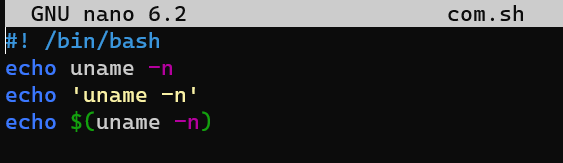 GNU nano 6.2 com.sh
#! /bin/bash
echo uname -n
echo 'uname -n'
echo $(uname -n)